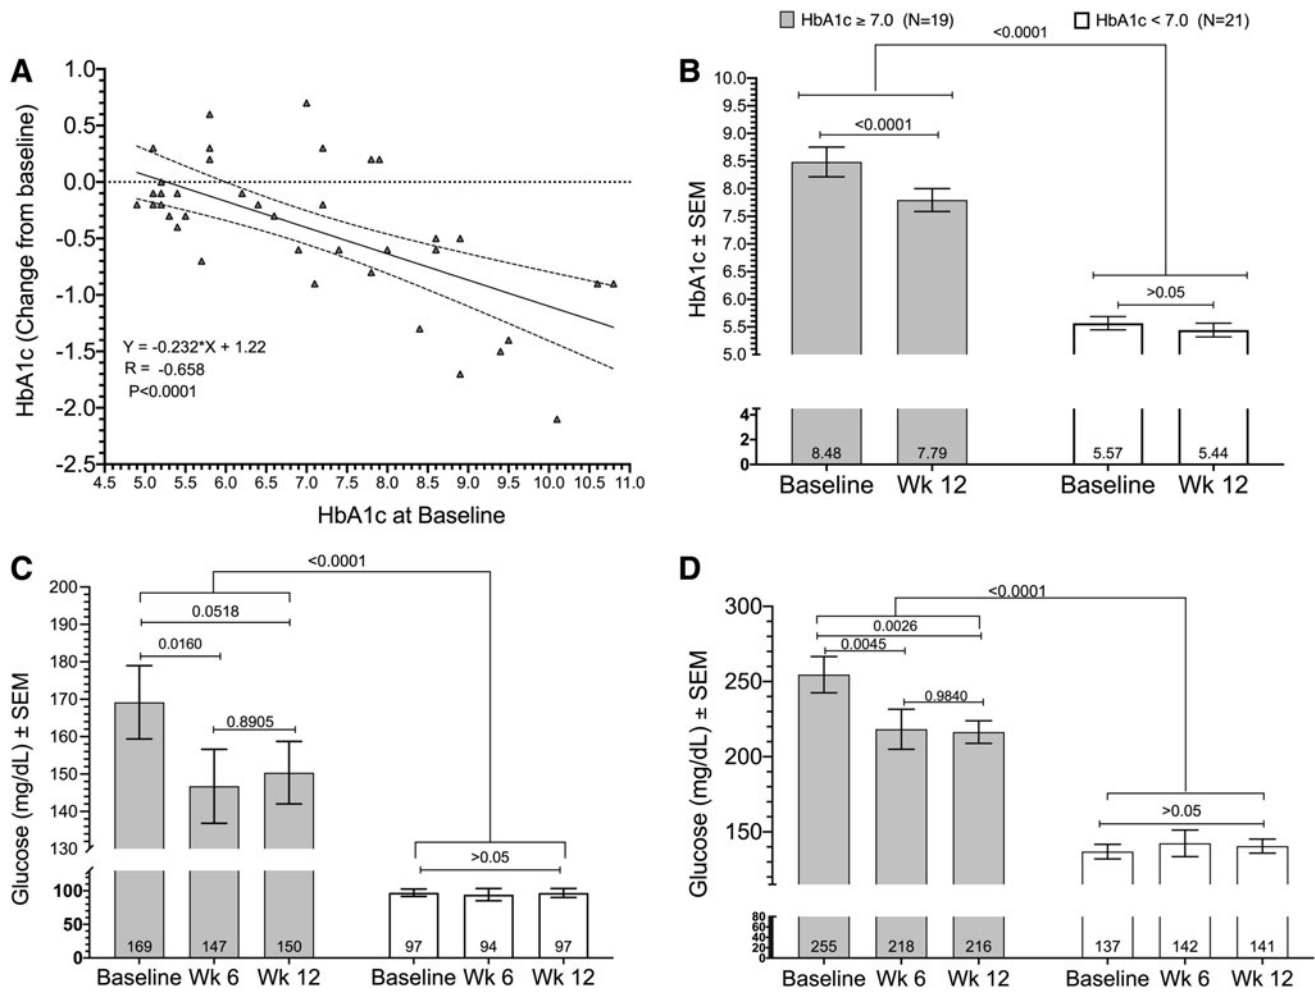 HbA1c ≥ 7.0 (N=19)
HbA1c < 7.0 (N=21)
A
1.0
0.5
0.0
-0.5
-1.0
-1.5
-2.0
-2.5
HbA1c (Change from baseline)
Y = -0.232*X + 1.22
R = -0.658
P<0.0001
4.5 5.0 5.5 6.0 6.5 7.0 7.5 8.0 8.5 9.0 9.5 10.0 10.5 11.0
HbA1c at Baseline
B
<0.0001
<0.0001
>0.05
10.0
9.5
9.0
8.5
8.0
7.5
7.0
6.5
6.0
5.5
5.0
4
2
0
HbA1c ± SEM
8.48 7.79 5.57 5.44
Baseline Wk 12 Baseline Wk 12
C
<0.0001
0.0518
0.0160
0.8905
>0.05
200
190
180
170
160
150
140
130
100
50
0
Glucose (mg/dL) ± SEM
169 147 150 97 94 97
Baseline Wk 6 Wk 12 Baseline Wk 6 Wk 12
D
<0.0001
0.0026
0.0045
0.9840
>0.05
300
250
200
150
80
60
40
20
0
Glucose (mg/dL) ± SEM
255 218 216 137 142 141
Baseline Wk 6 Wk 12 Baseline Wk 6 Wk 12